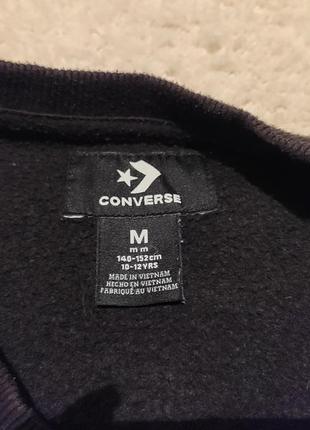 CONVERSE
M
m m
140-152cm
10-12YRS
MADE IN VIETNAM
HECHO EN VIETNAM
FABRIQUÉ AU VIETNAM